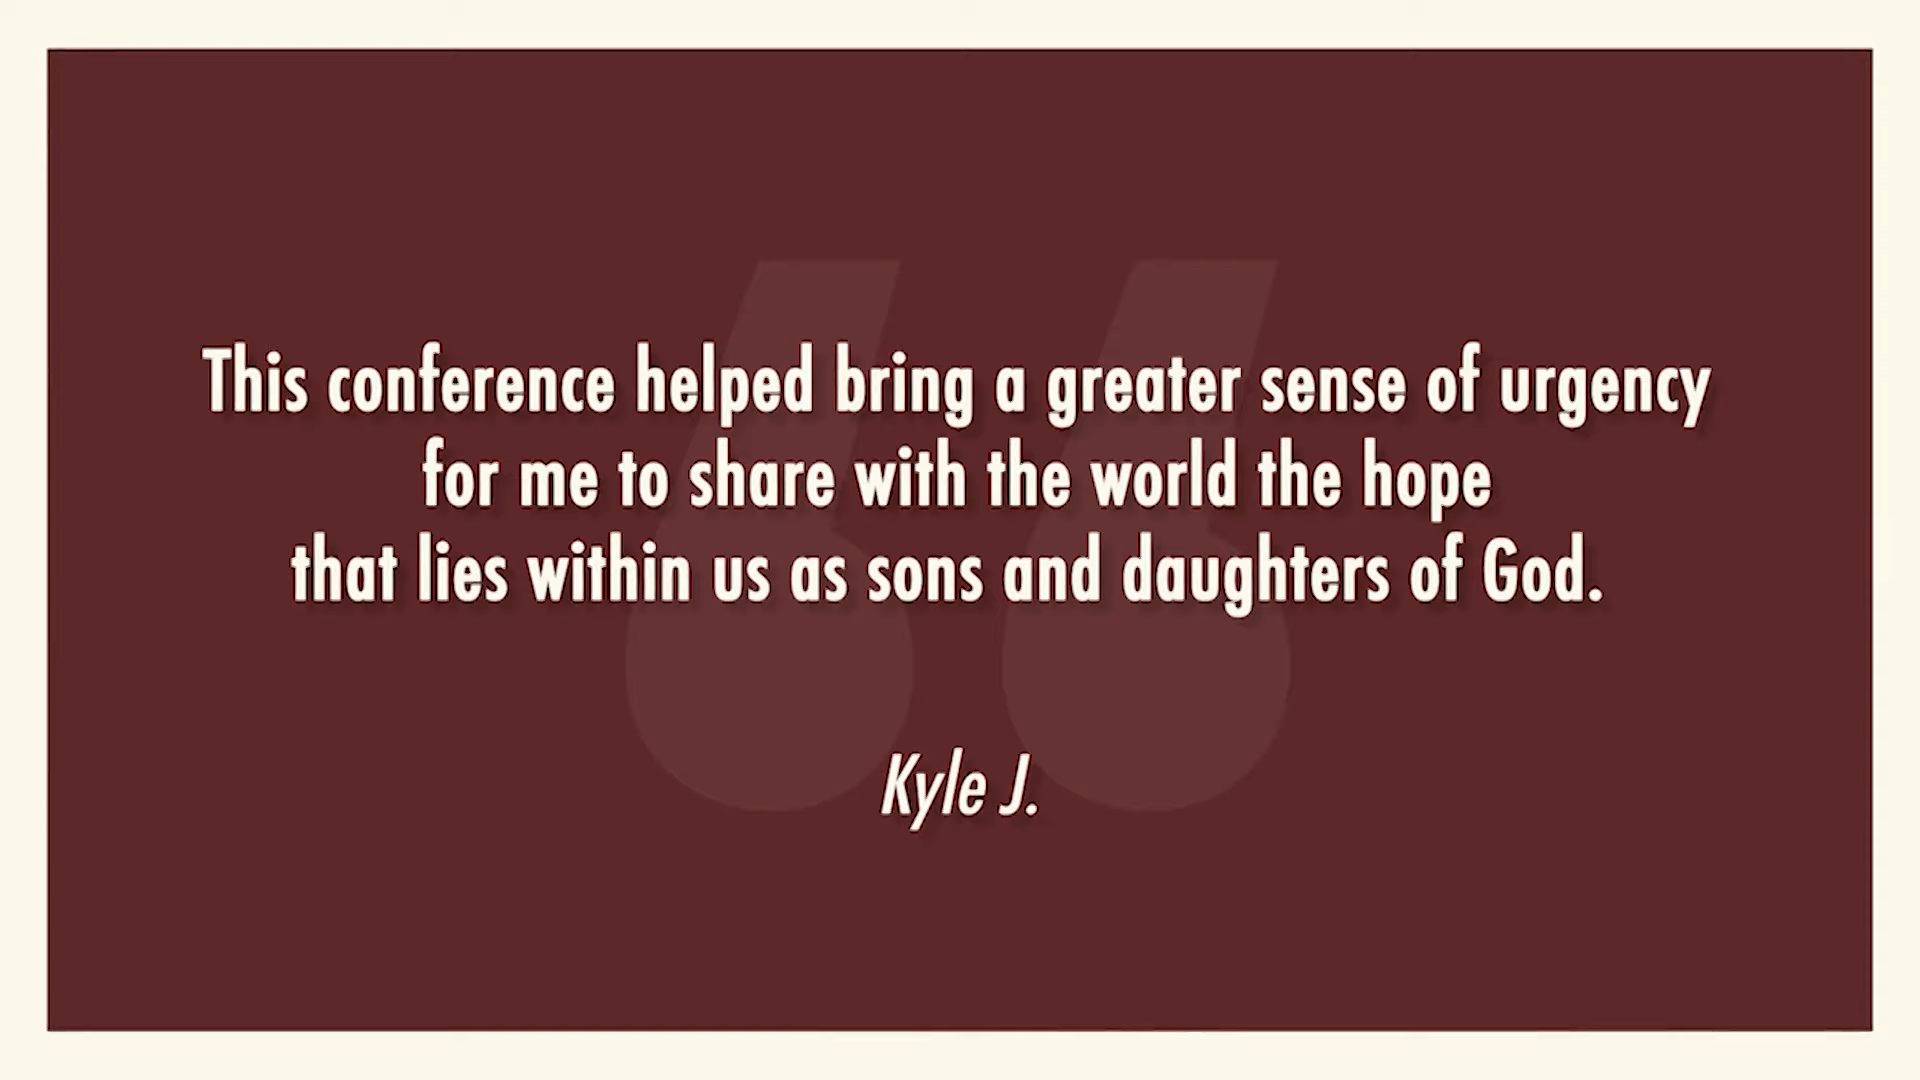 This conference helped bring a greater sense of urgency
for me to share with the world the hope
that lies within us as sons and daughters of God.
Kyle J.